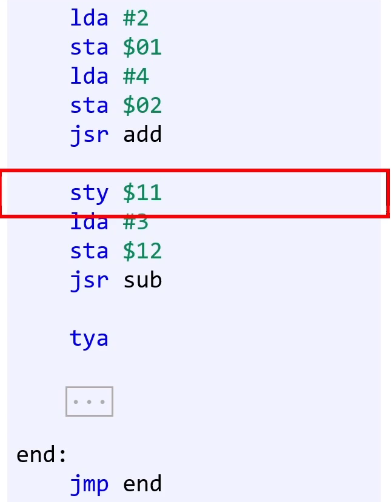 lda #2
sta $01
lda #4
sta $02
jsr add
sty $11
lda #3
sta $12
jsr sub
tya
...
end:
jmp end